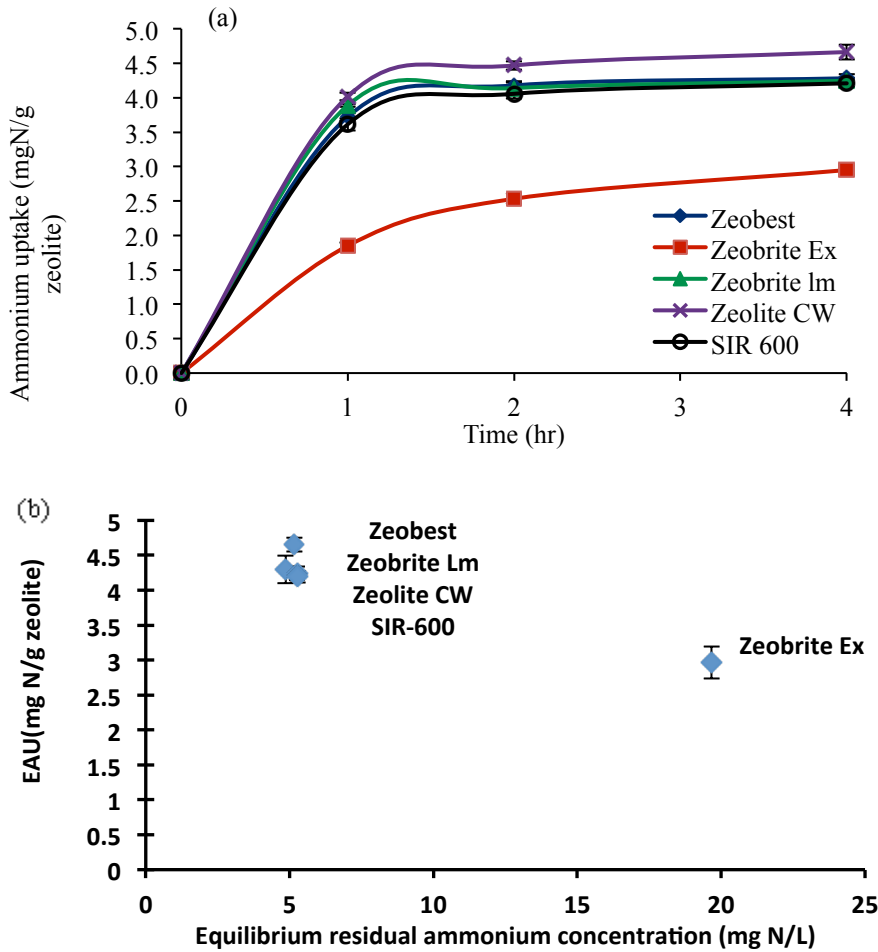 (a)
Ammonium uptake (mgN/g
zeolite)
5.0
4.5
4.0
3.5
3.0
2.5
2.0
1.5
1.0
0.5
0.0
Zeobest
Zeobrite Ex
Zeobrite lm
Zeolite CW
SIR 600
0
1
2
3
4
Time (hr)
(b)
EAU(mg N/g zeolite)
5
4.5
4
3.5
3
2.5
2
1.5
1
0.5
0
Zeobest
Zeobrite Lm
Zeolite CW
SIR-600
Zeobrite Ex
0
5
10
15
20
25
Equilibrium residual ammonium concentration (mg N/L)